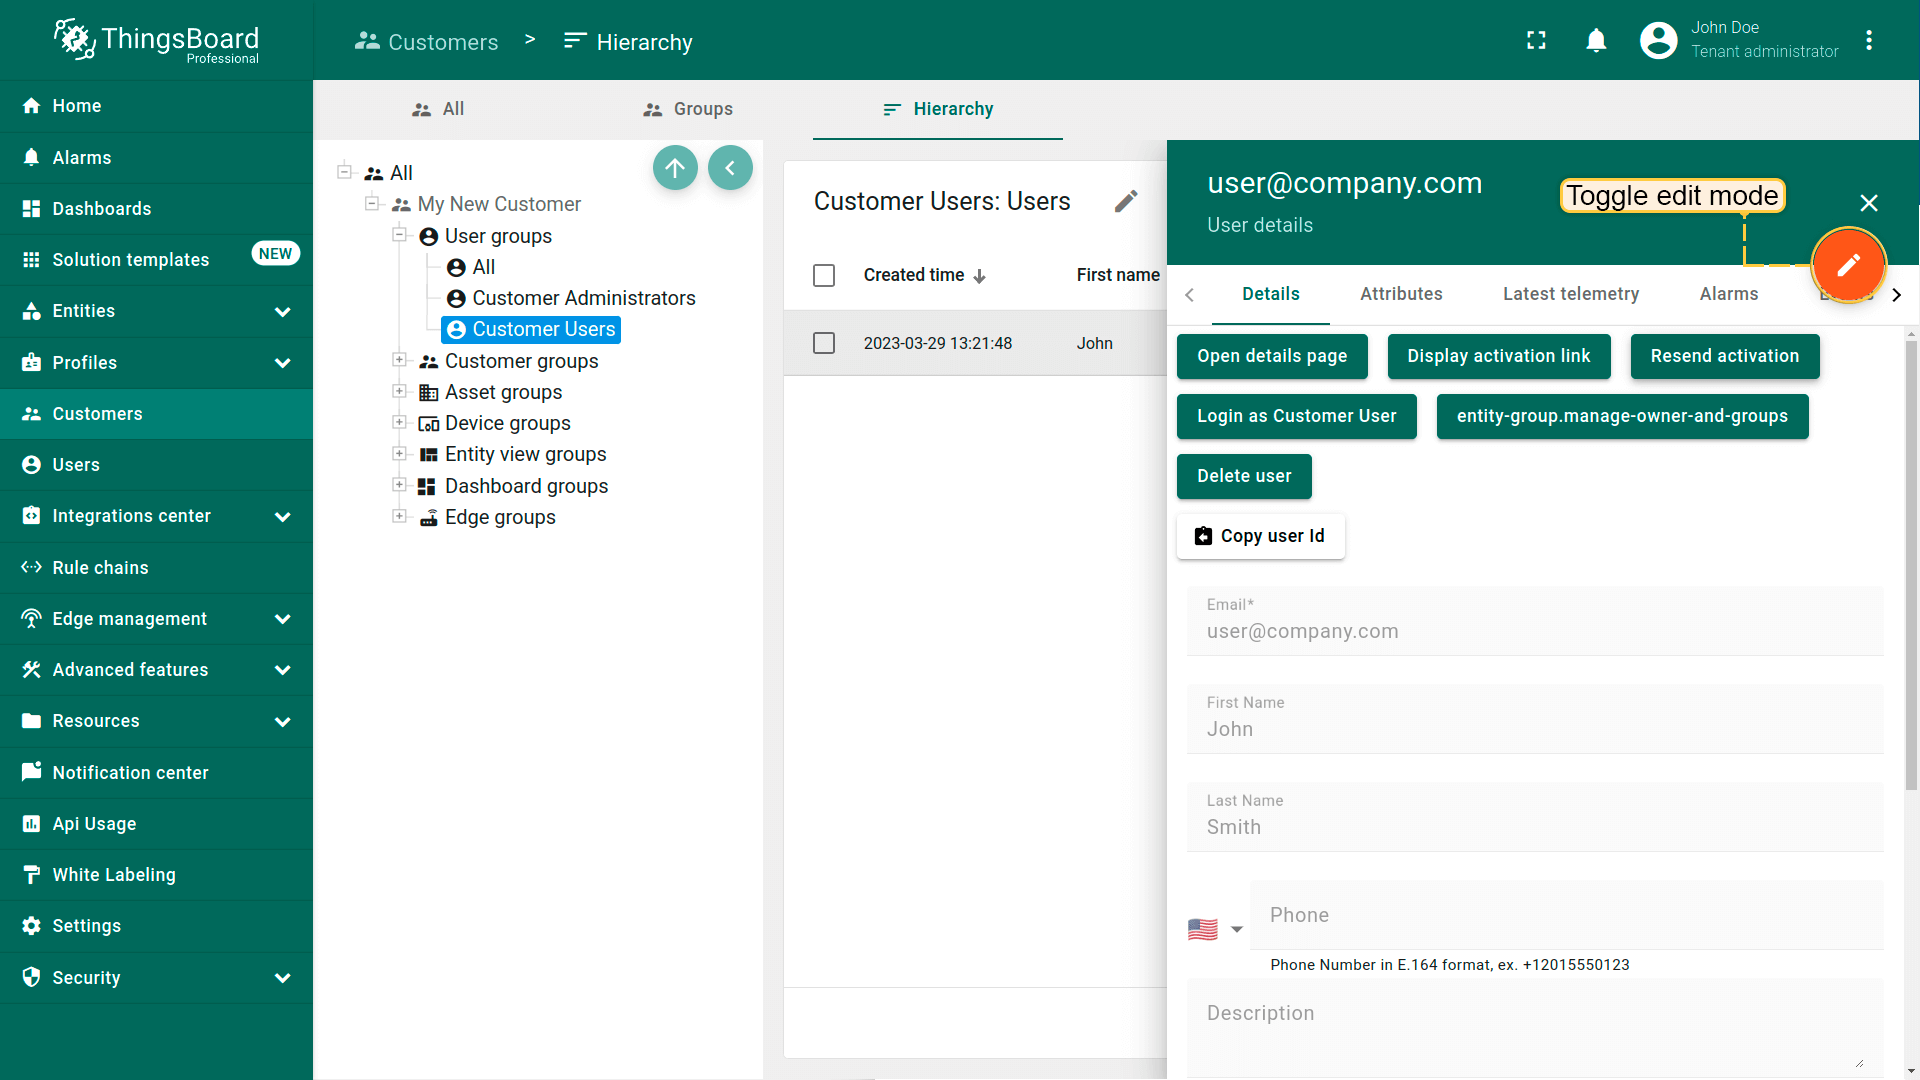 ThingsBoard
Professional
Customers > Hierarchy
John Doe
Tenant administrator
Home
Alarms
Dashboards
Solution templates NEW
Entities
Profiles
Customers
Users
Integrations center
Rule chains
Edge management
Advanced features
Resources
Notification center
Api Usage
White Labeling
Settings
Security
All Groups Hierarchy
All
My New Customer
User groups
All
Customer Administrators
Customer Users
Customer groups
Asset groups
Device groups
Entity view groups
Dashboard groups
Edge groups
Customer Users: Users
Created time First name
2023-03-29 13:21:48 John
user@company.com
User details
Toggle edit mode
Details Attributes Latest telemetry Alarms
Open details page Display activation link Resend activation
Login as Customer User entity-group.manage-owner-and-groups
Delete user
Copy user Id
Email*
user@company.com
First Name
John
Last Name
Smith
Phone
Phone Number in E.164 format, ex. +12015550123
Description